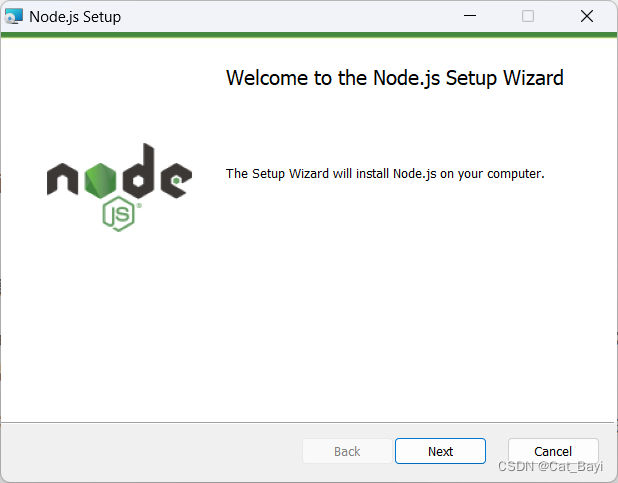 Node.js Setup
Welcome to the Node.js Setup Wizard
node
JS
The Setup Wizard will install Node.js on your computer.
Back
Next
Cancel
CSDN @Cat_Bayi